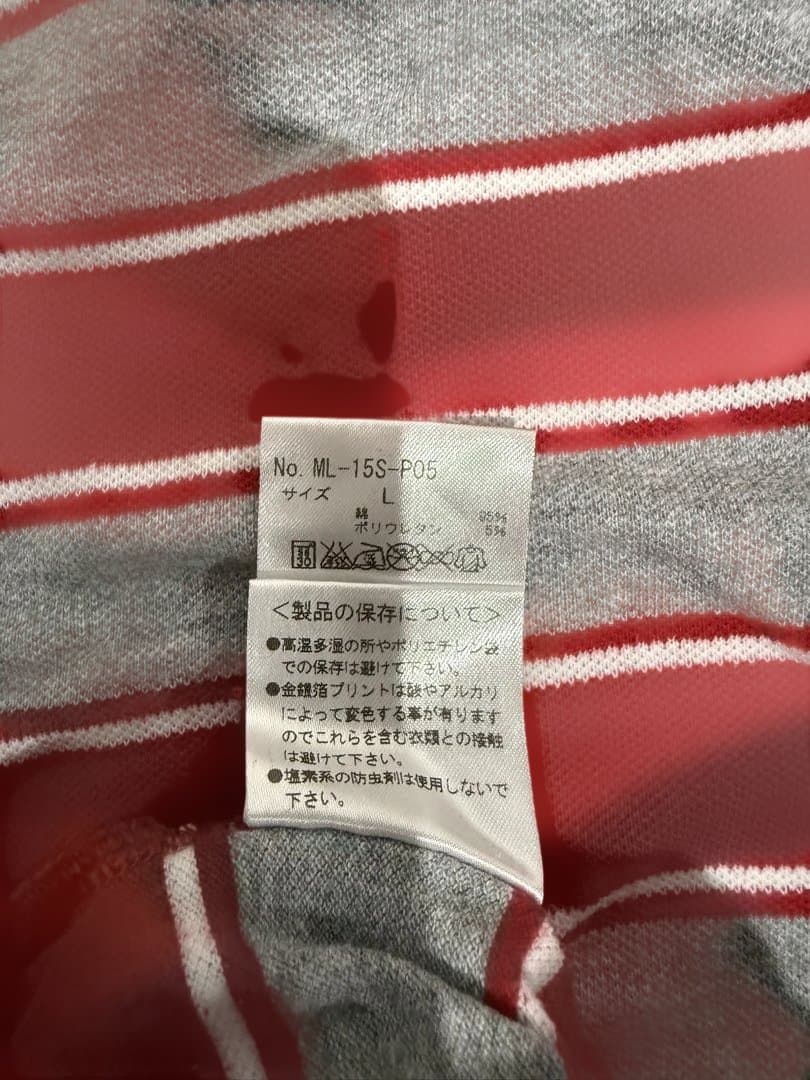 No. ML-15S-P05
サイズ L
綿 95%
ポリウレタン 5%
<製品の保存について>
●高温多湿の所やポリエチレン袋
での保存は避けて下さい。
●金銀箔プリントは酸やアルカリ
によって変色する事が有ります
のでこれらを含む衣類との接触
は避けて下さい。
●塩素系の防虫剤は使用しないで
下さい。